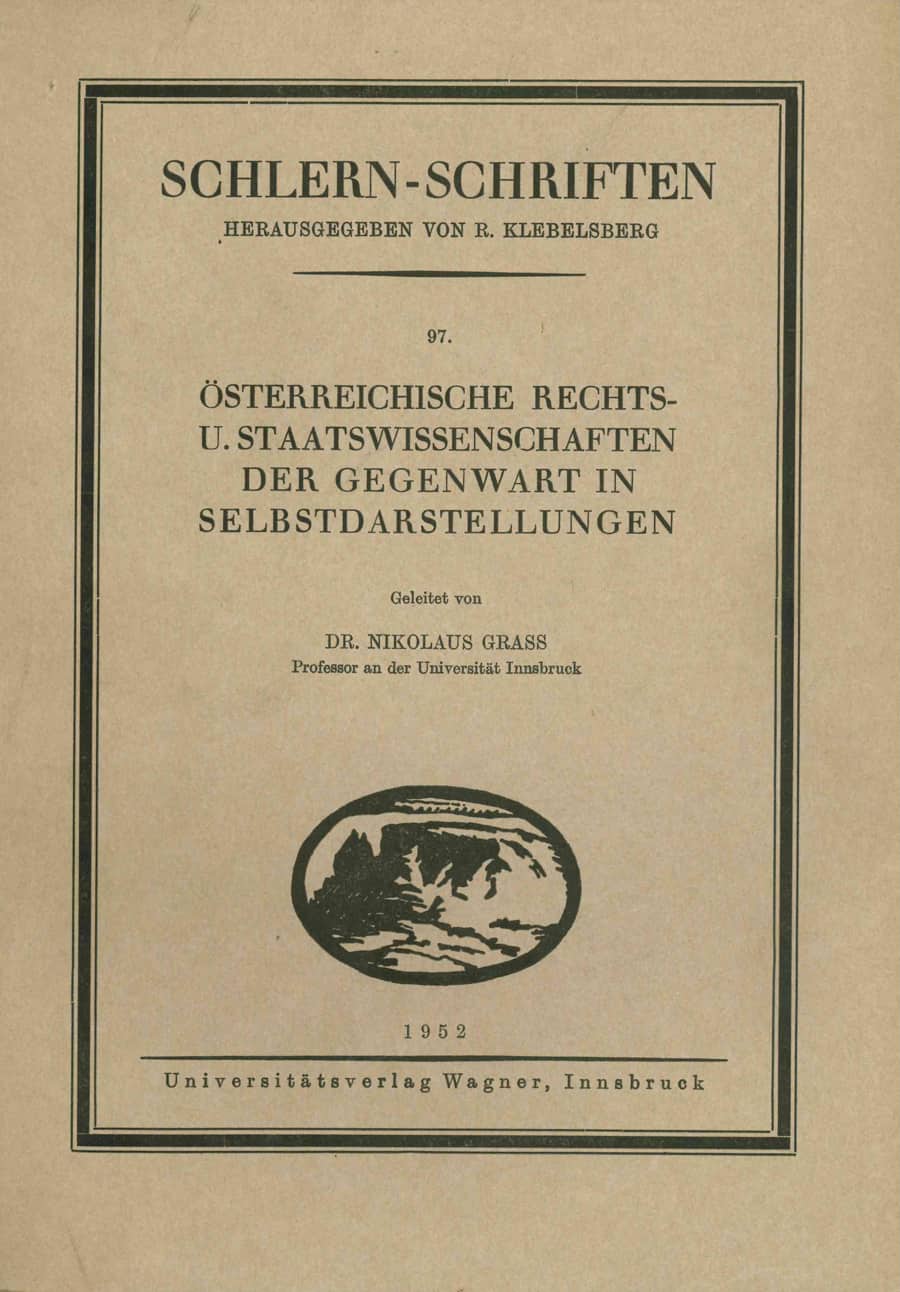 SCHLERN-SCHRIFTEN
HERAUSGEGEBEN VON R. KLEBELSBERG
97.
ÖSTERREICHISCHE RECHTS-
U. STAATSWISSENSCHAFTEN
DER GEGENWART IN
SELBSTDARSTELLUNGEN
Geleitet von
DR. NIKOLAUS GRASS
Professor an der Universität Innsbruck
1952
Universitätsverlag Wagner, Innsbruck